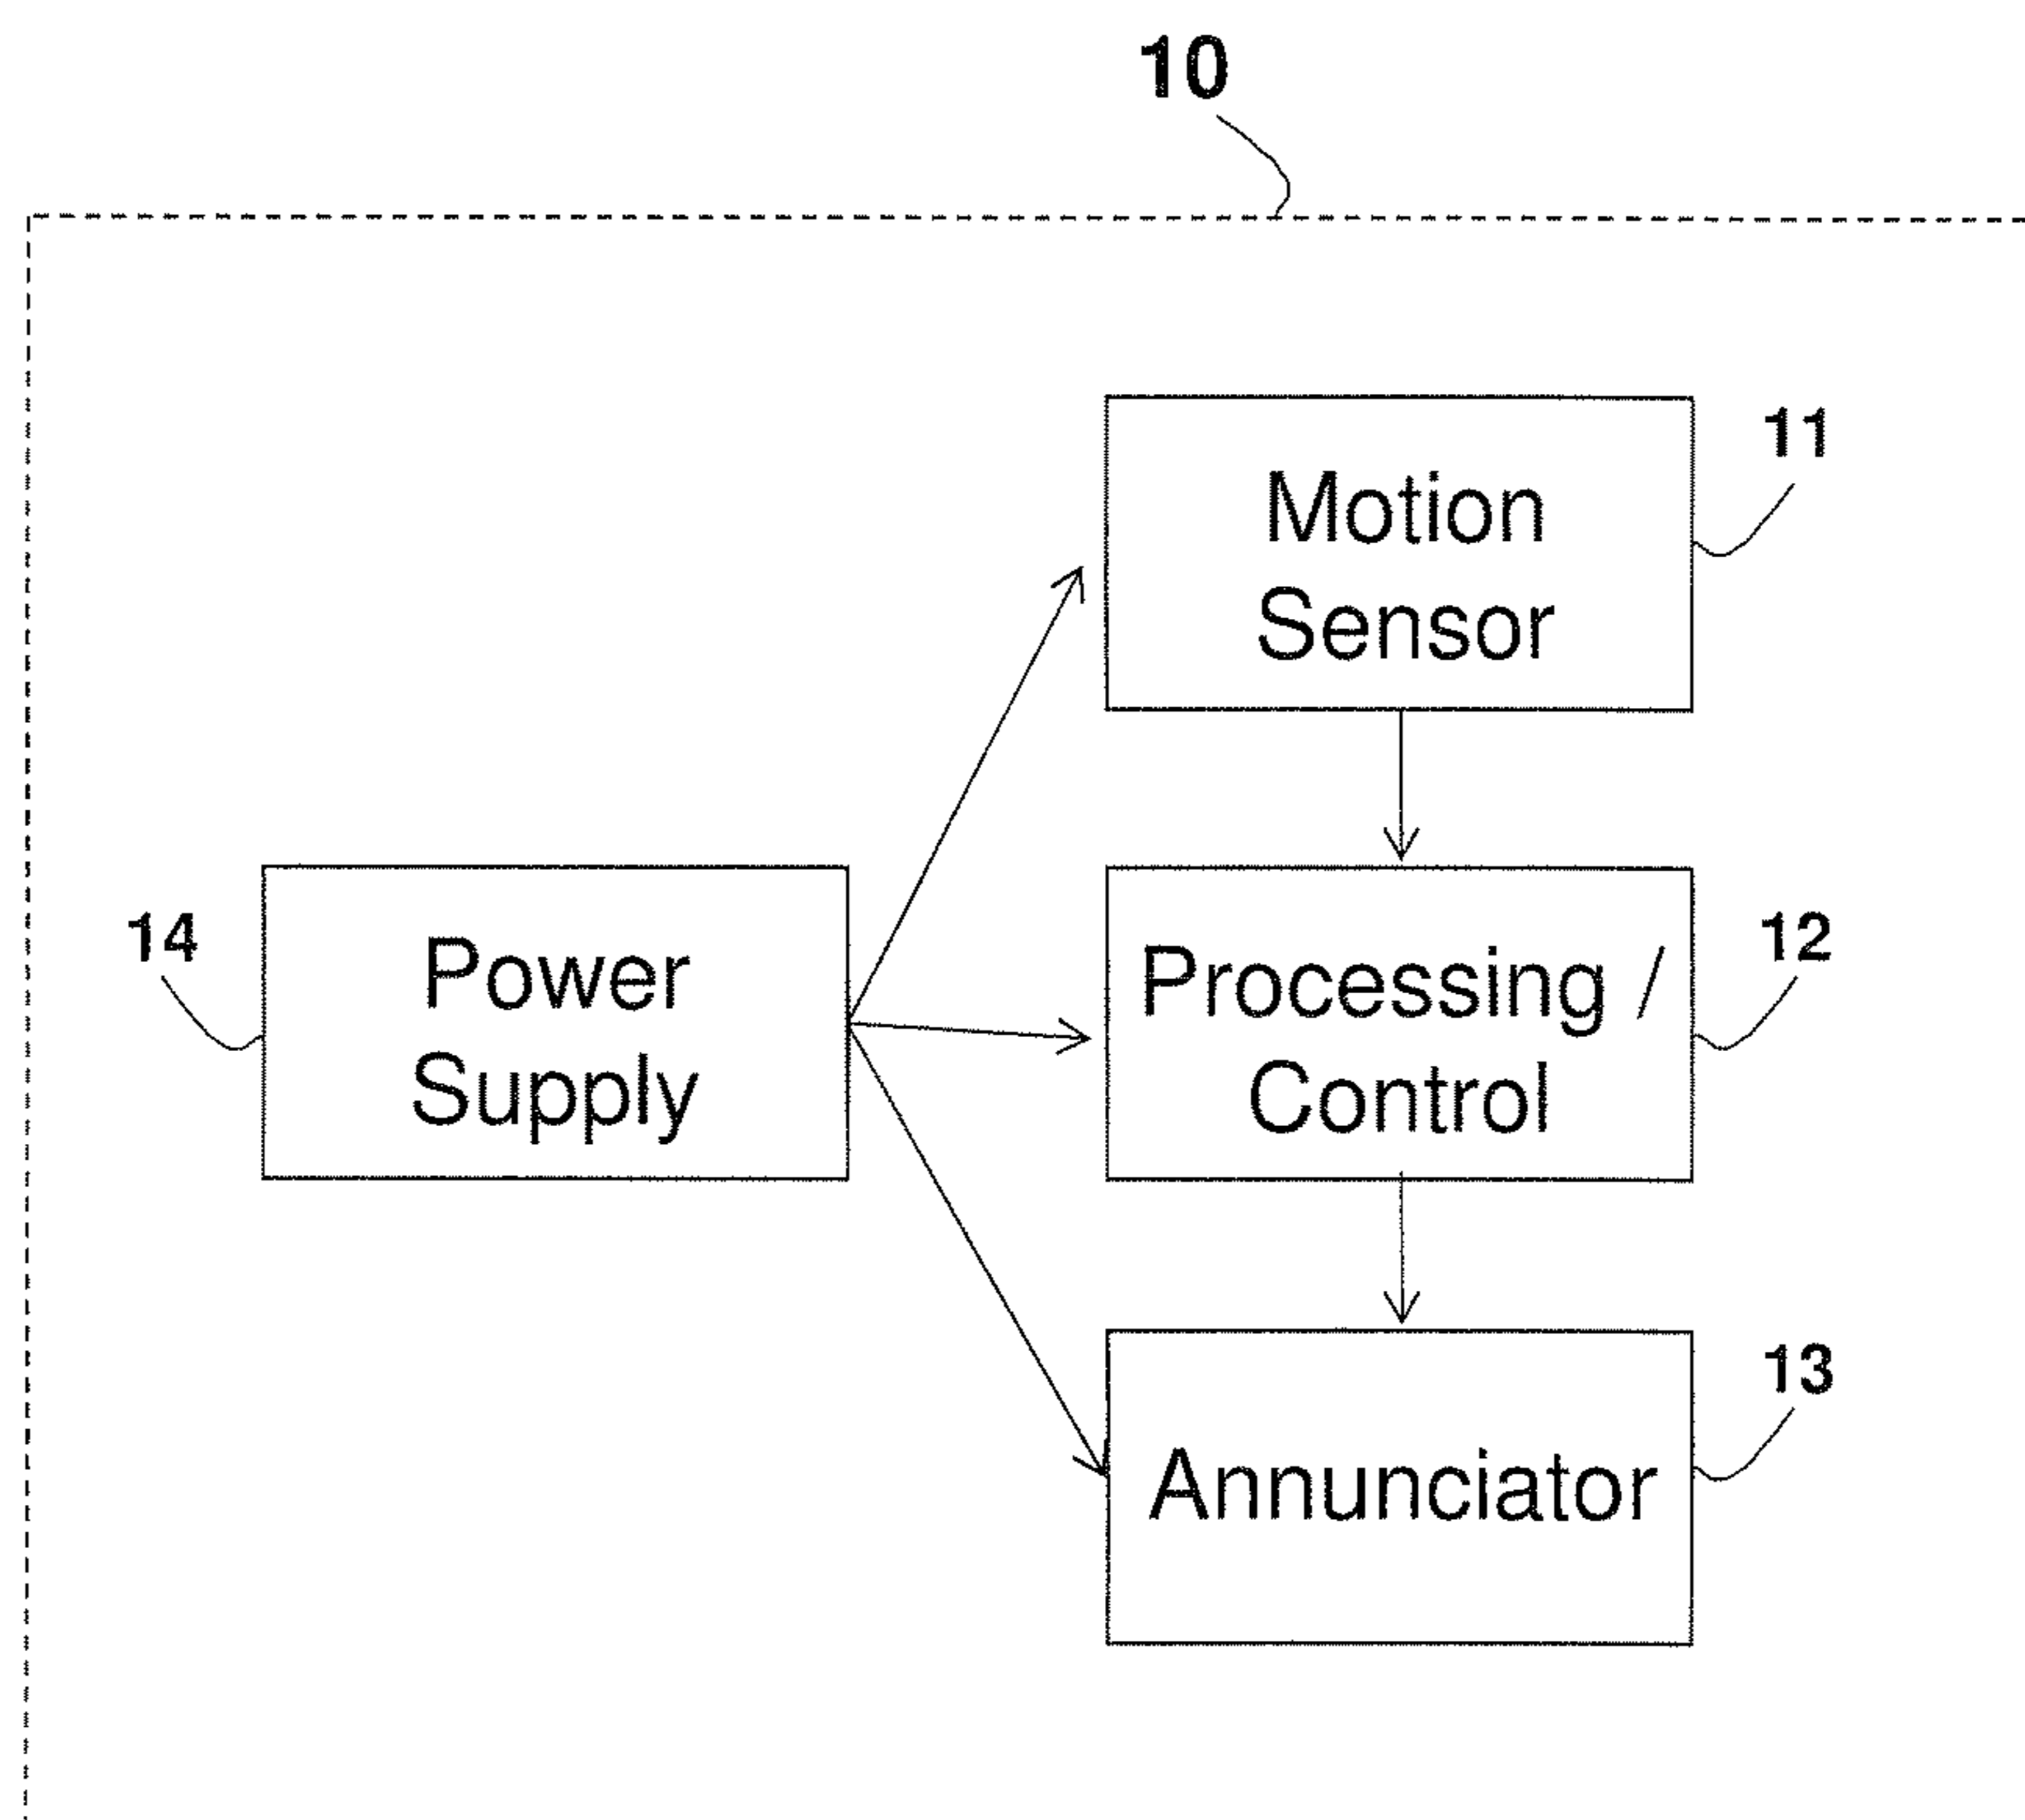 10
Motion
Sensor
11
Power
Supply
14
Processing /
Control
12
Annunciator
13